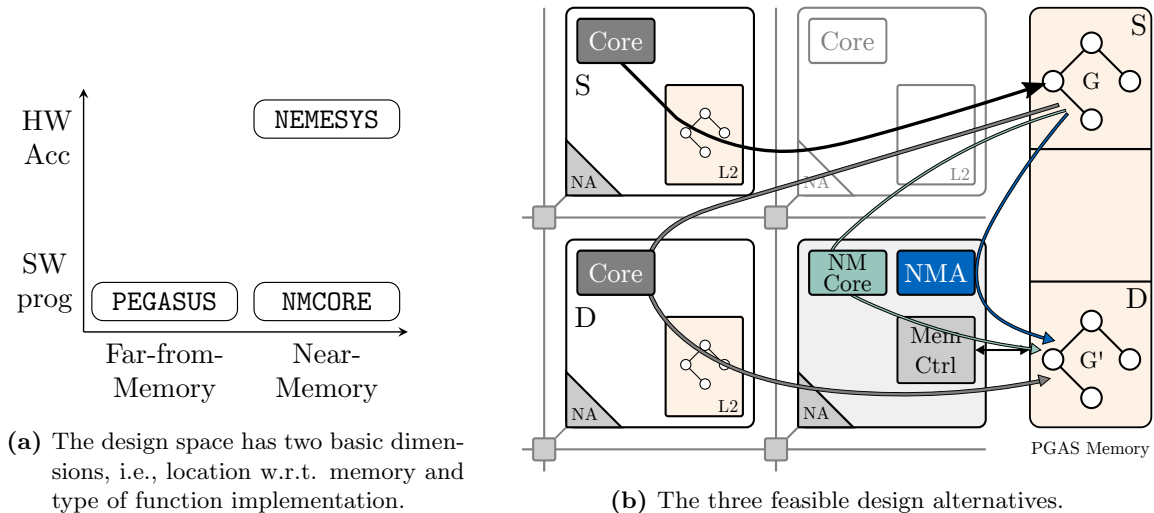 HW
Acc
SW
prog
NEMESYS
PEGASUS
NMCORE
Far-from-
Memory
Near-
Memory
(a) The design space has two basic dimen-
sions, i.e., location w.r.t. memory and
type of function implementation.
Core
S
L2
NA
Core
L2
NA
S
G
Core
D
L2
NA
NM
Core
NMA
Mem
Ctrl
NA
D
G'
PGAS Memory
(b) The three feasible design alternatives.